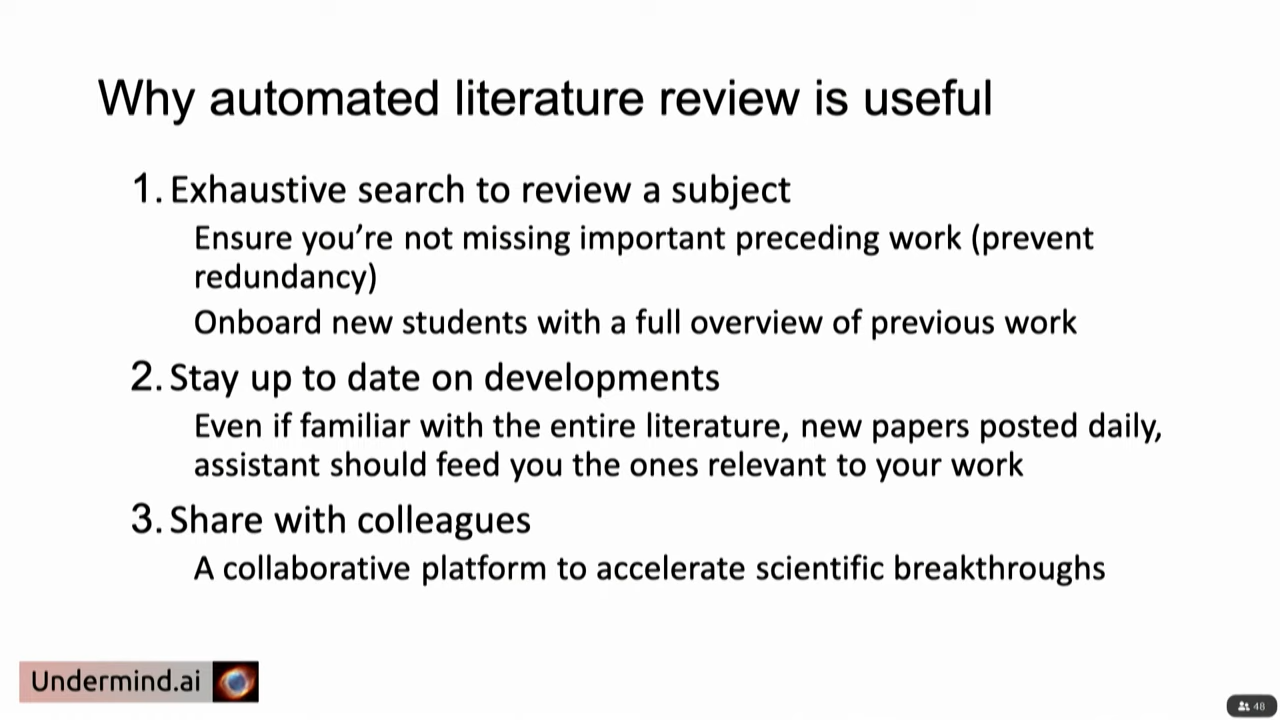 Why automated literature review is useful
1. Exhaustive search to review a subject
Ensure you’re not missing important preceding work (prevent
redundancy)
Onboard new students with a full overview of previous work
2. Stay up to date on developments
Even if familiar with the entire literature, new papers posted daily,
assistant should feed you the ones relevant to your work
3. Share with colleagues
A collaborative platform to accelerate scientific breakthroughs
Undermind.ai
48